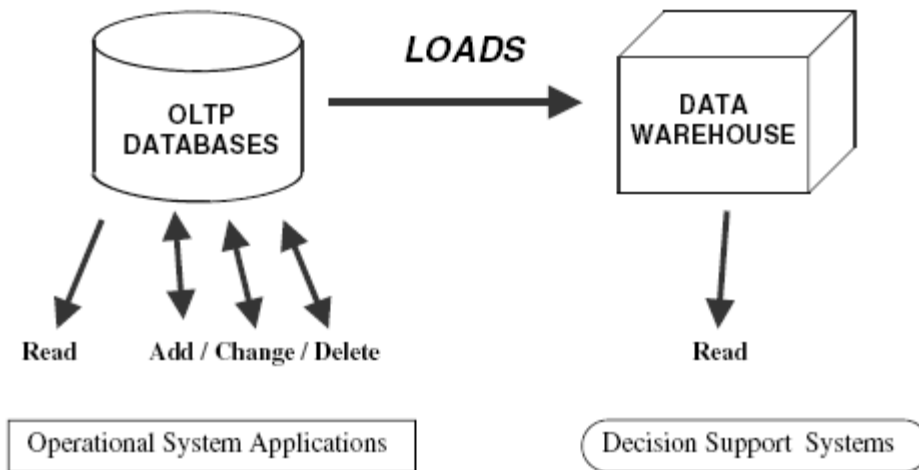 LOADS
OLTP
DATABASES
DATA
WAREHOUSE
Read
Add / Change / Delete
Read
Operational System Applications
Decision Support Systems